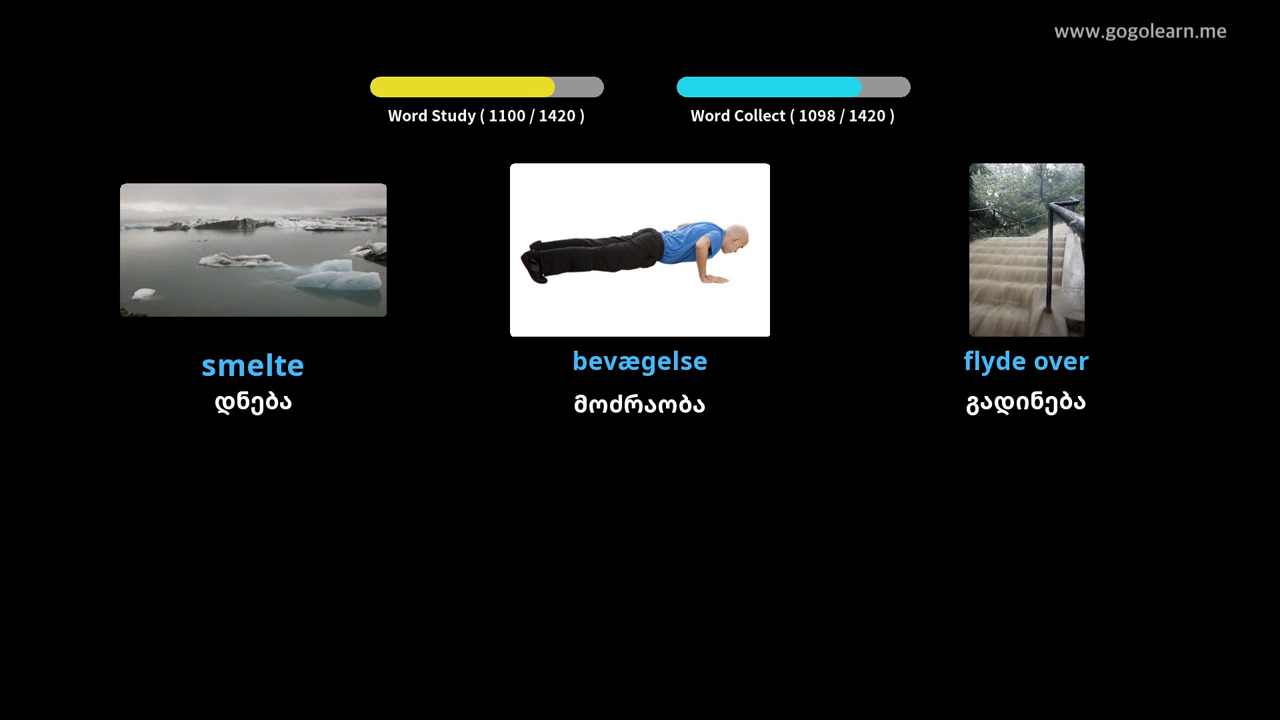 www.gogolearn.me
Word Study ( 1100 / 1420 )
Word Collect ( 1098 / 1420 )
smelte
დნება
bevægelse
მოძრაობა
flyde over
გადინება